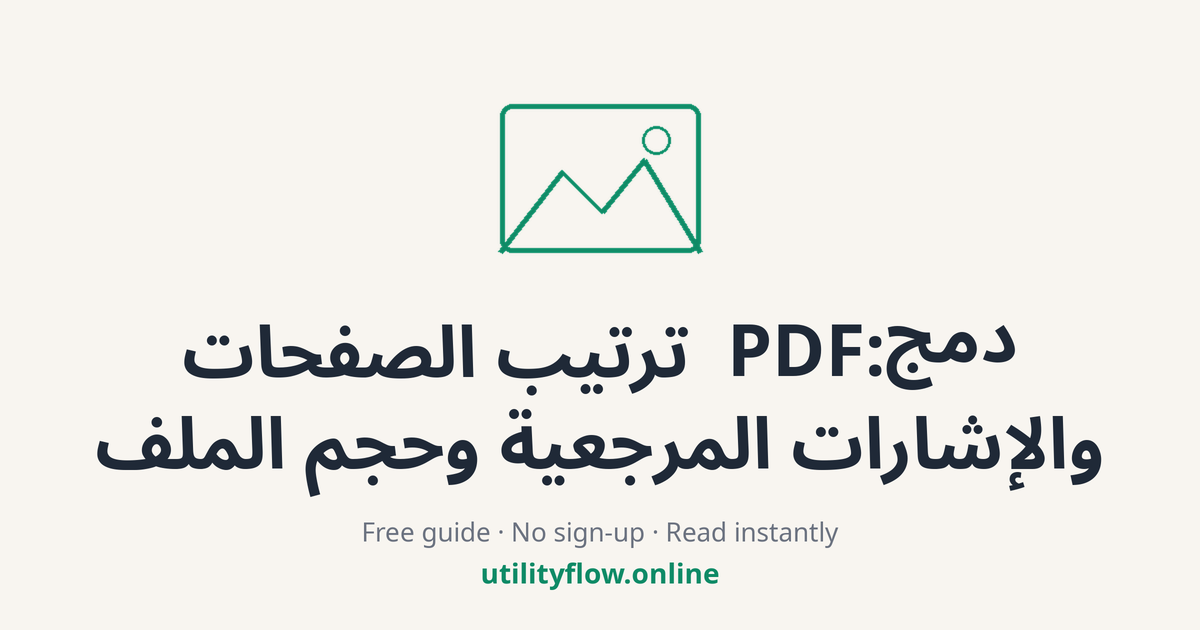 دمج PDF: ترتيب الصفحات
والإشارات المرجعية وحجم الملف
Free guide · No sign-up · Read instantly
utilityflow.online